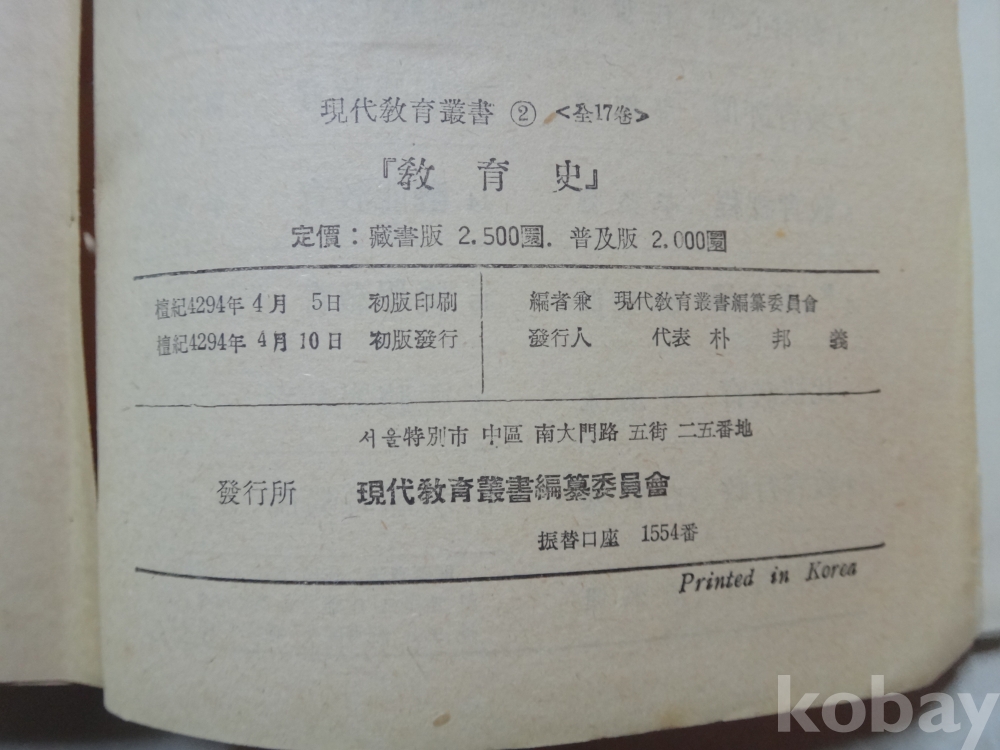 現代敎育叢書 ② <全17卷>
『敎育史』
定價：藏書版 2.500圜. 普及版 2.000圜
檀紀4294年 4月 5日 初版印刷
檀紀4294年 4月 10日 初版發行
編者兼 現代敎育叢書編纂委員會
發行人 代表 朴邦義
서울特別市 中區 南大門路 五街 二五番地
發行所 現代敎育叢書編纂委員會
振替口座 1554番
Printed in Korea
kobay